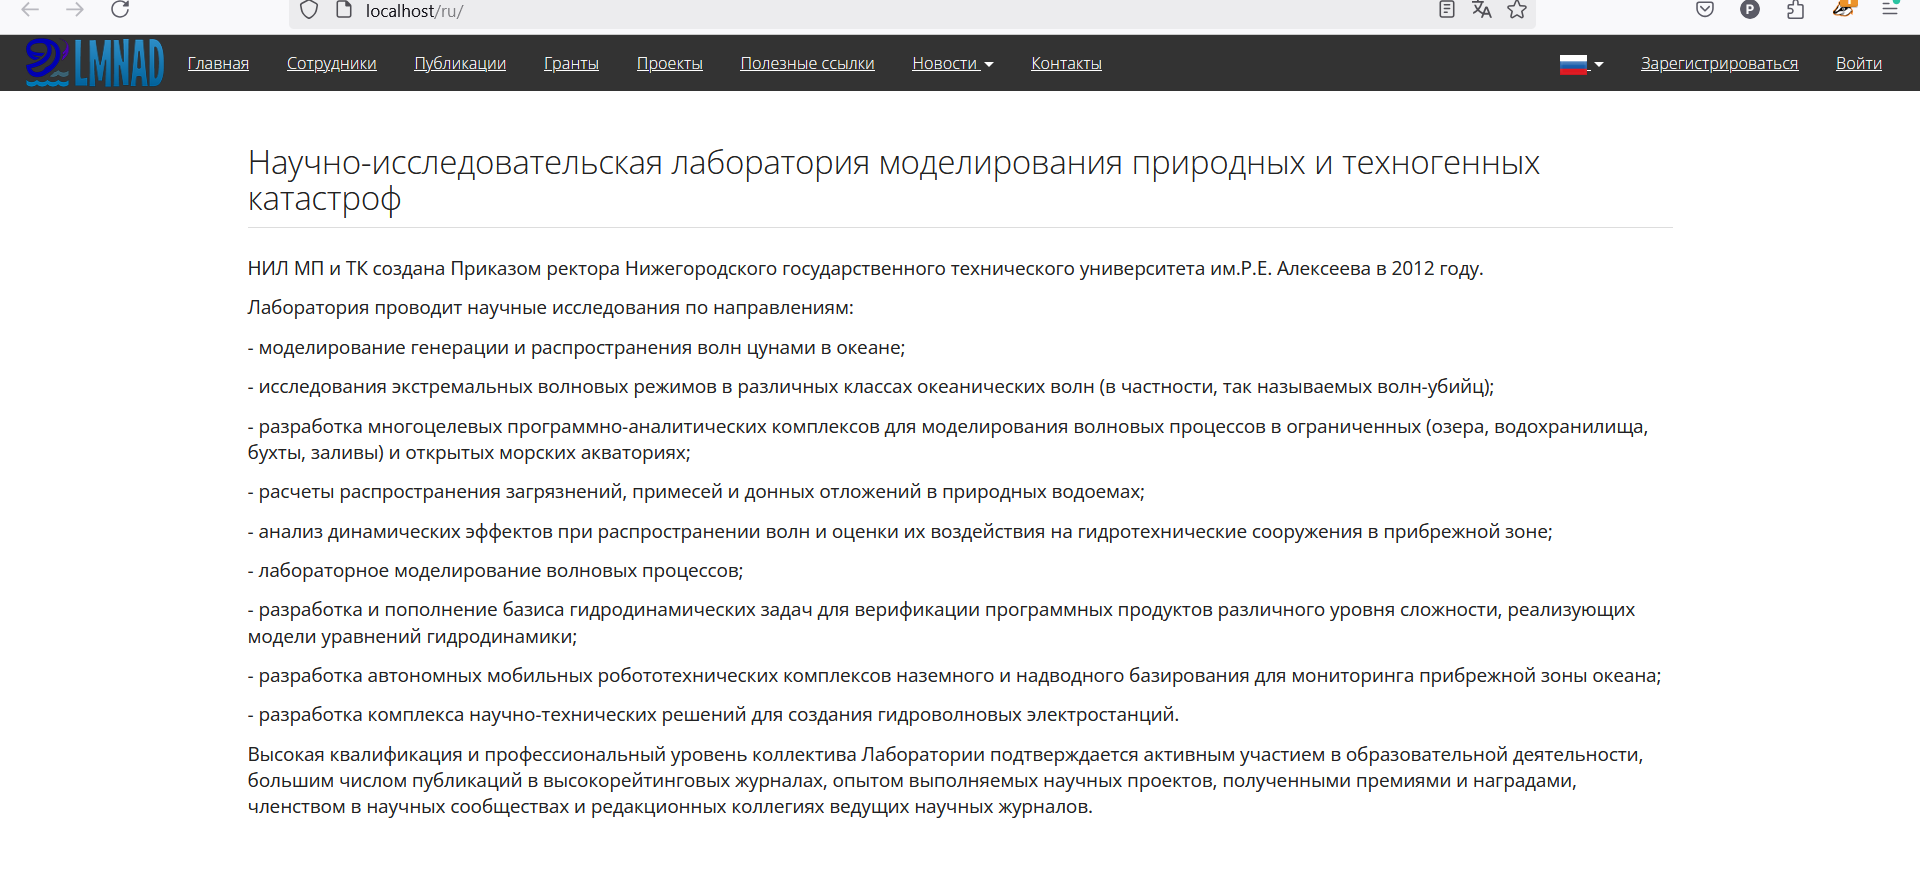 localhost/ru/
P
LMNAD Главная Сотрудники Публикации Гранты Проекты Полезные ссылки Новости Контакты Зарегистрироваться Войти
Научно-исследовательская лаборатория моделирования природных и техногенных
катастроф
НИЛ МП и ТК создана Приказом ректора Нижегородского государственного технического университета им.Р.Е. Алексеева в 2012 году.
Лаборатория проводит научные исследования по направлениям:
- моделирование генерации и распространения волн цунами в океане;
- исследования экстремальных волновых режимов в различных классах океанических волн (в частности, так называемых волн-убийц);
- разработка многоцелевых программно-аналитических комплексов для моделирования волновых процессов в ограниченных (озера, водохранилища,
бухты, заливы) и открытых морских акваториях;
- расчеты распространения загрязнений, примесей и донных отложений в природных водоемах;
- анализ динамических эффектов при распространении волн и оценки их воздействия на гидротехнические сооружения в прибрежной зоне;
- лабораторное моделирование волновых процессов;
- разработка и пополнение базиса гидродинамических задач для верификации программных продуктов различного уровня сложности, реализующих
модели уравнений гидродинамики;
- разработка автономных мобильных робототехнических комплексов наземного и надводного базирования для мониторинга прибрежной зоны океана;
- разработка комплекса научно-технических решений для создания гидроволновых электростанций.
Высокая квалификация и профессиональный уровень коллектива Лаборатории подтверждается активным участием в образовательной деятельности,
большим числом публикаций в высокорейтинговых журналах, опытом выполняемых научных проектов, полученными премиями и наградами,
членством в научных сообществах и редакционных коллегиях ведущих научных журналов.